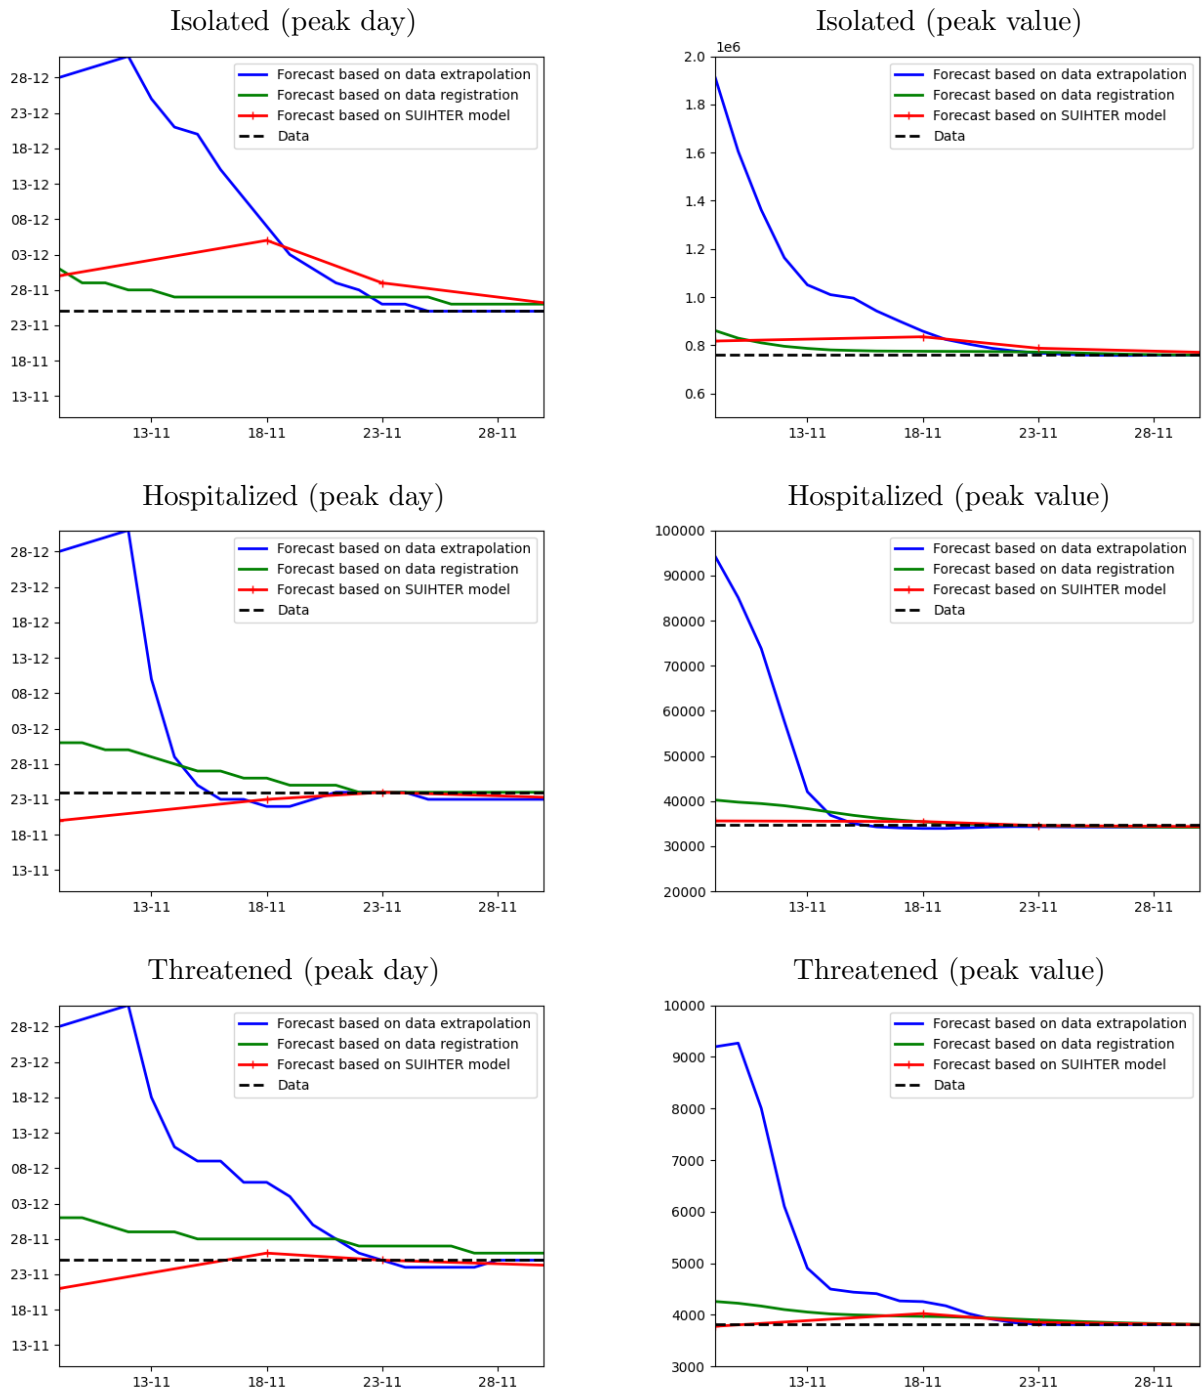 Isolated (peak day)
28-12
23-12
18-12
13-12
08-12
03-12
28-11
23-11
18-11
13-11
13-11 18-11 23-11 28-11
Forecast based on data extrapolation
Forecast based on data registration
Forecast based on SUIHTER model
Data
Isolated (peak value)
1e6
2.0
1.8
1.6
1.4
1.2
1.0
0.8
0.6
13-11 18-11 23-11 28-11
Forecast based on data extrapolation
Forecast based on data registration
Forecast based on SUIHTER model
Data
Hospitalized (peak day)
28-12
23-12
18-12
13-12
08-12
03-12
28-11
23-11
18-11
13-11
13-11 18-11 23-11 28-11
Forecast based on data extrapolation
Forecast based on data registration
Forecast based on SUIHTER model
Data
Hospitalized (peak value)
100000
90000
80000
70000
60000
50000
40000
30000
20000
13-11 18-11 23-11 28-11
Forecast based on data extrapolation
Forecast based on data registration
Forecast based on SUIHTER model
Data
Threatened (peak day)
28-12
23-12
18-12
13-12
08-12
03-12
28-11
23-11
18-11
13-11
13-11 18-11 23-11 28-11
Forecast based on data extrapolation
Forecast based on data registration
Forecast based on SUIHTER model
Data
Threatened (peak value)
10000
9000
8000
7000
6000
5000
4000
3000
13-11 18-11 23-11 28-11
Forecast based on data extrapolation
Forecast based on data registration
Forecast based on SUIHTER model
Data